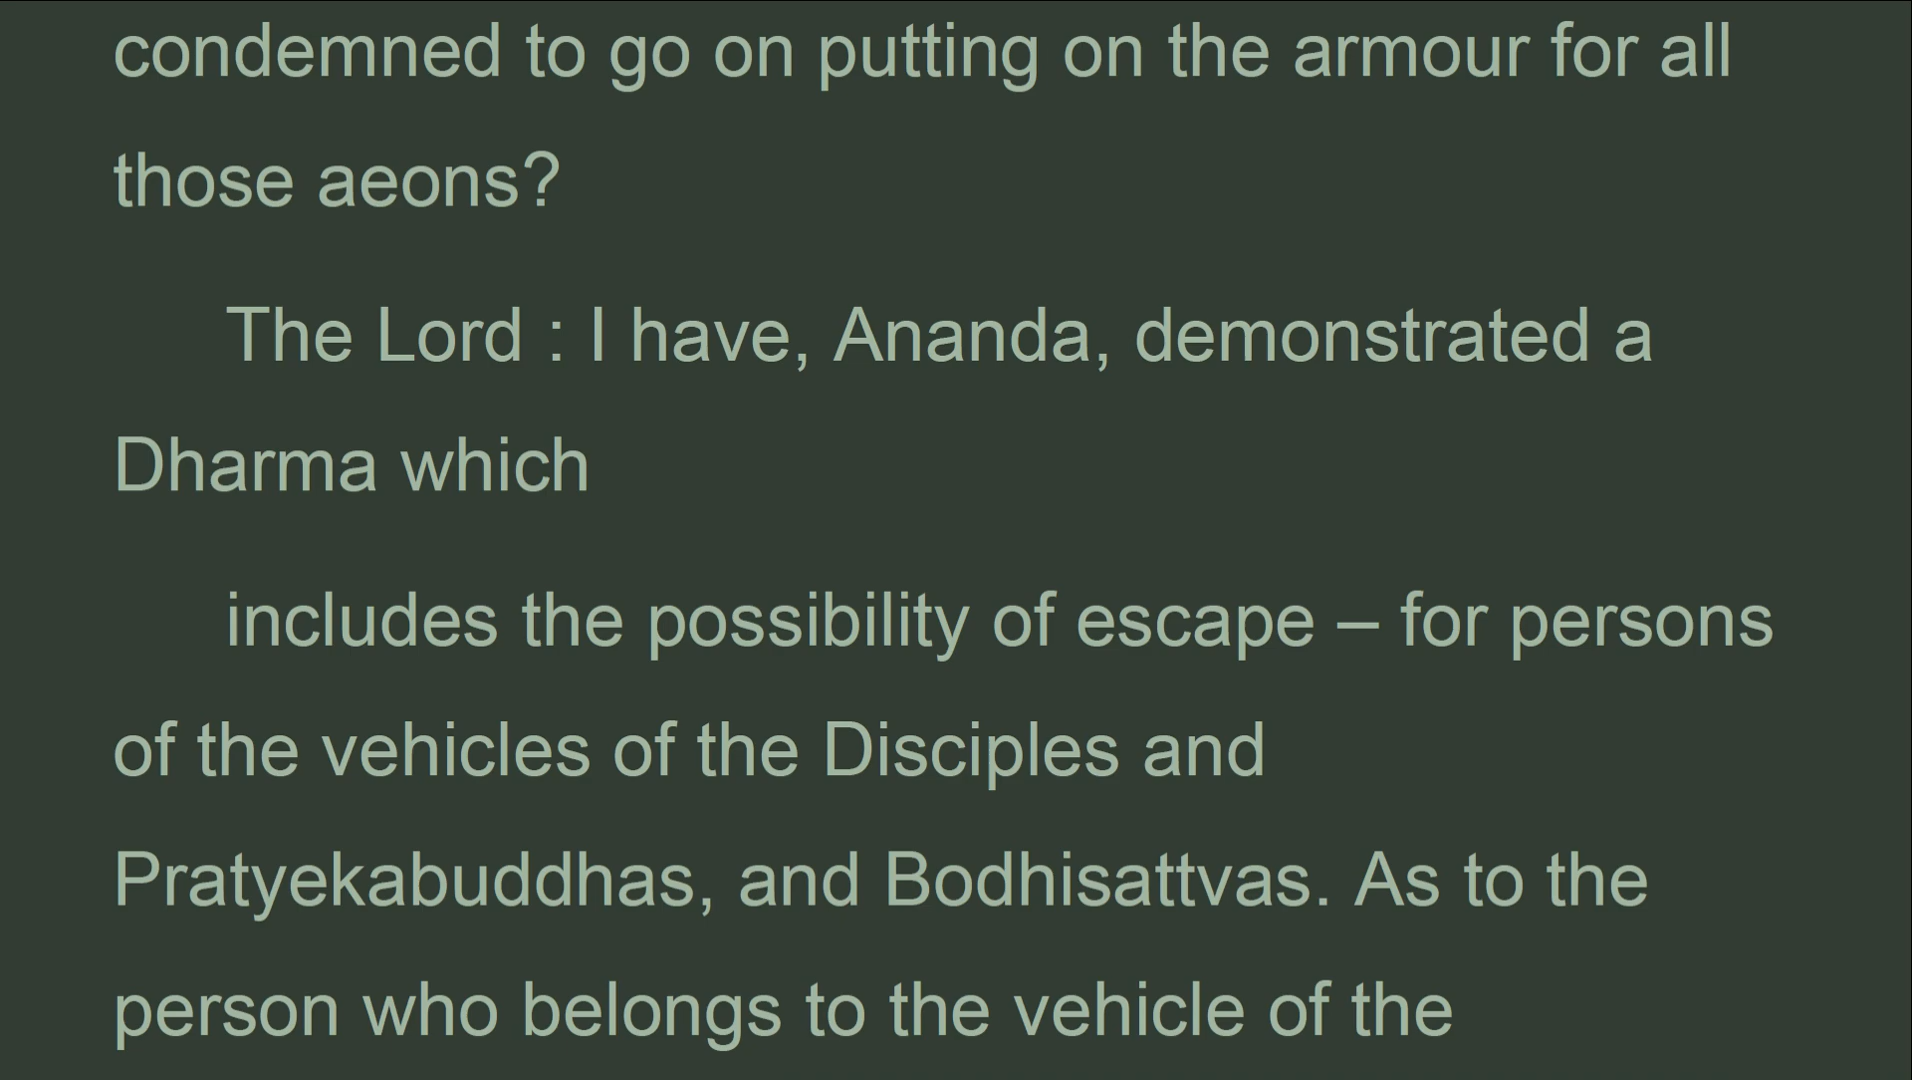 condemned to go on putting on the armour for all
those aeons?
The Lord : I have, Ananda, demonstrated a
Dharma which
includes the possibility of escape – for persons
of the vehicles of the Disciples and
Pratyekabuddhas, and Bodhisattvas. As to the
person who belongs to the vehicle of the